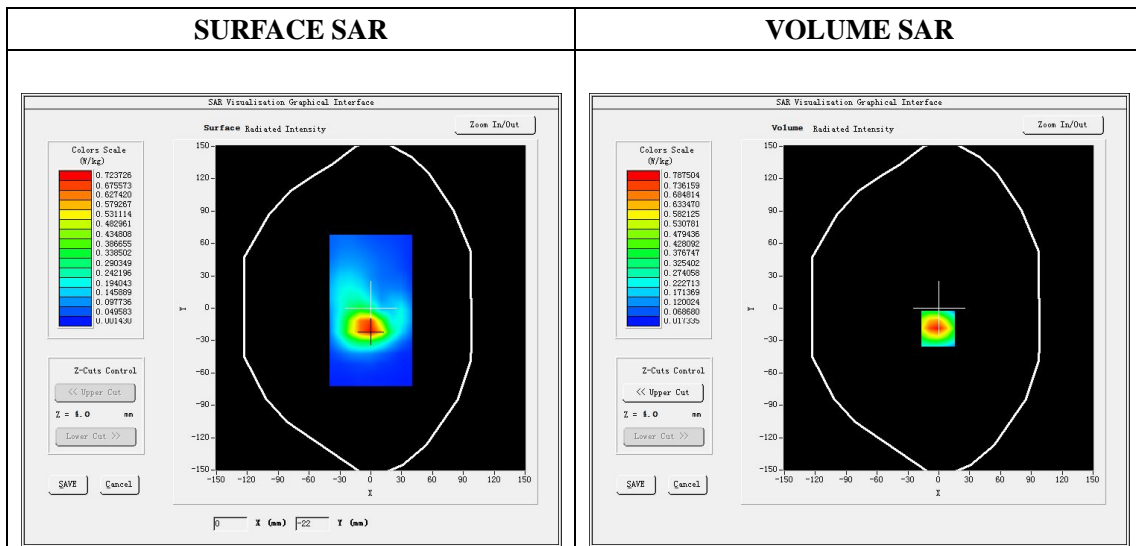 SURFACE SAR
VOLUME SAR
SAR Visualisation Graphical Interface
Surface Radiated Intensity
Zoom In/Out
Colors Scale
(W/kg)
0.723726
0.675573
0.627420
0.579267
0.531114
0.482961
0.434808
0.386655
0.338502
0.290349
0.242196
0.194043
0.145889
0.097736
0.049583
0.001430
Z-Cuts Control
<< Upper Cut
Z = 4.0 mm
Lower Cut >>
SAVE
Cancel
150
120
90
60
30
0
-30
-60
-90
-120
-150
Y
-150 -120 -90 -60 -30 0 30 60 90 120 150
X
0 X (mm) -22 Y (mm)
SAR Visualisation Graphical Interface
Volume Radiated Intensity
Zoom In/Out
Colors Scale
(W/kg)
0.787504
0.736159
0.684814
0.633470
0.582125
0.530781
0.479436
0.428092
0.376747
0.325402
0.274058
0.222713
0.171369
0.120024
0.068680
0.017335
Z-Cuts Control
<< Upper Cut
Z = 4.0 mm
Lower Cut >>
SAVE
Cancel
150
120
90
60
30
0
-30
-60
-90
-120
-150
Y
-150 -120 -90 -60 -30 0 30 60 90 120 150
X